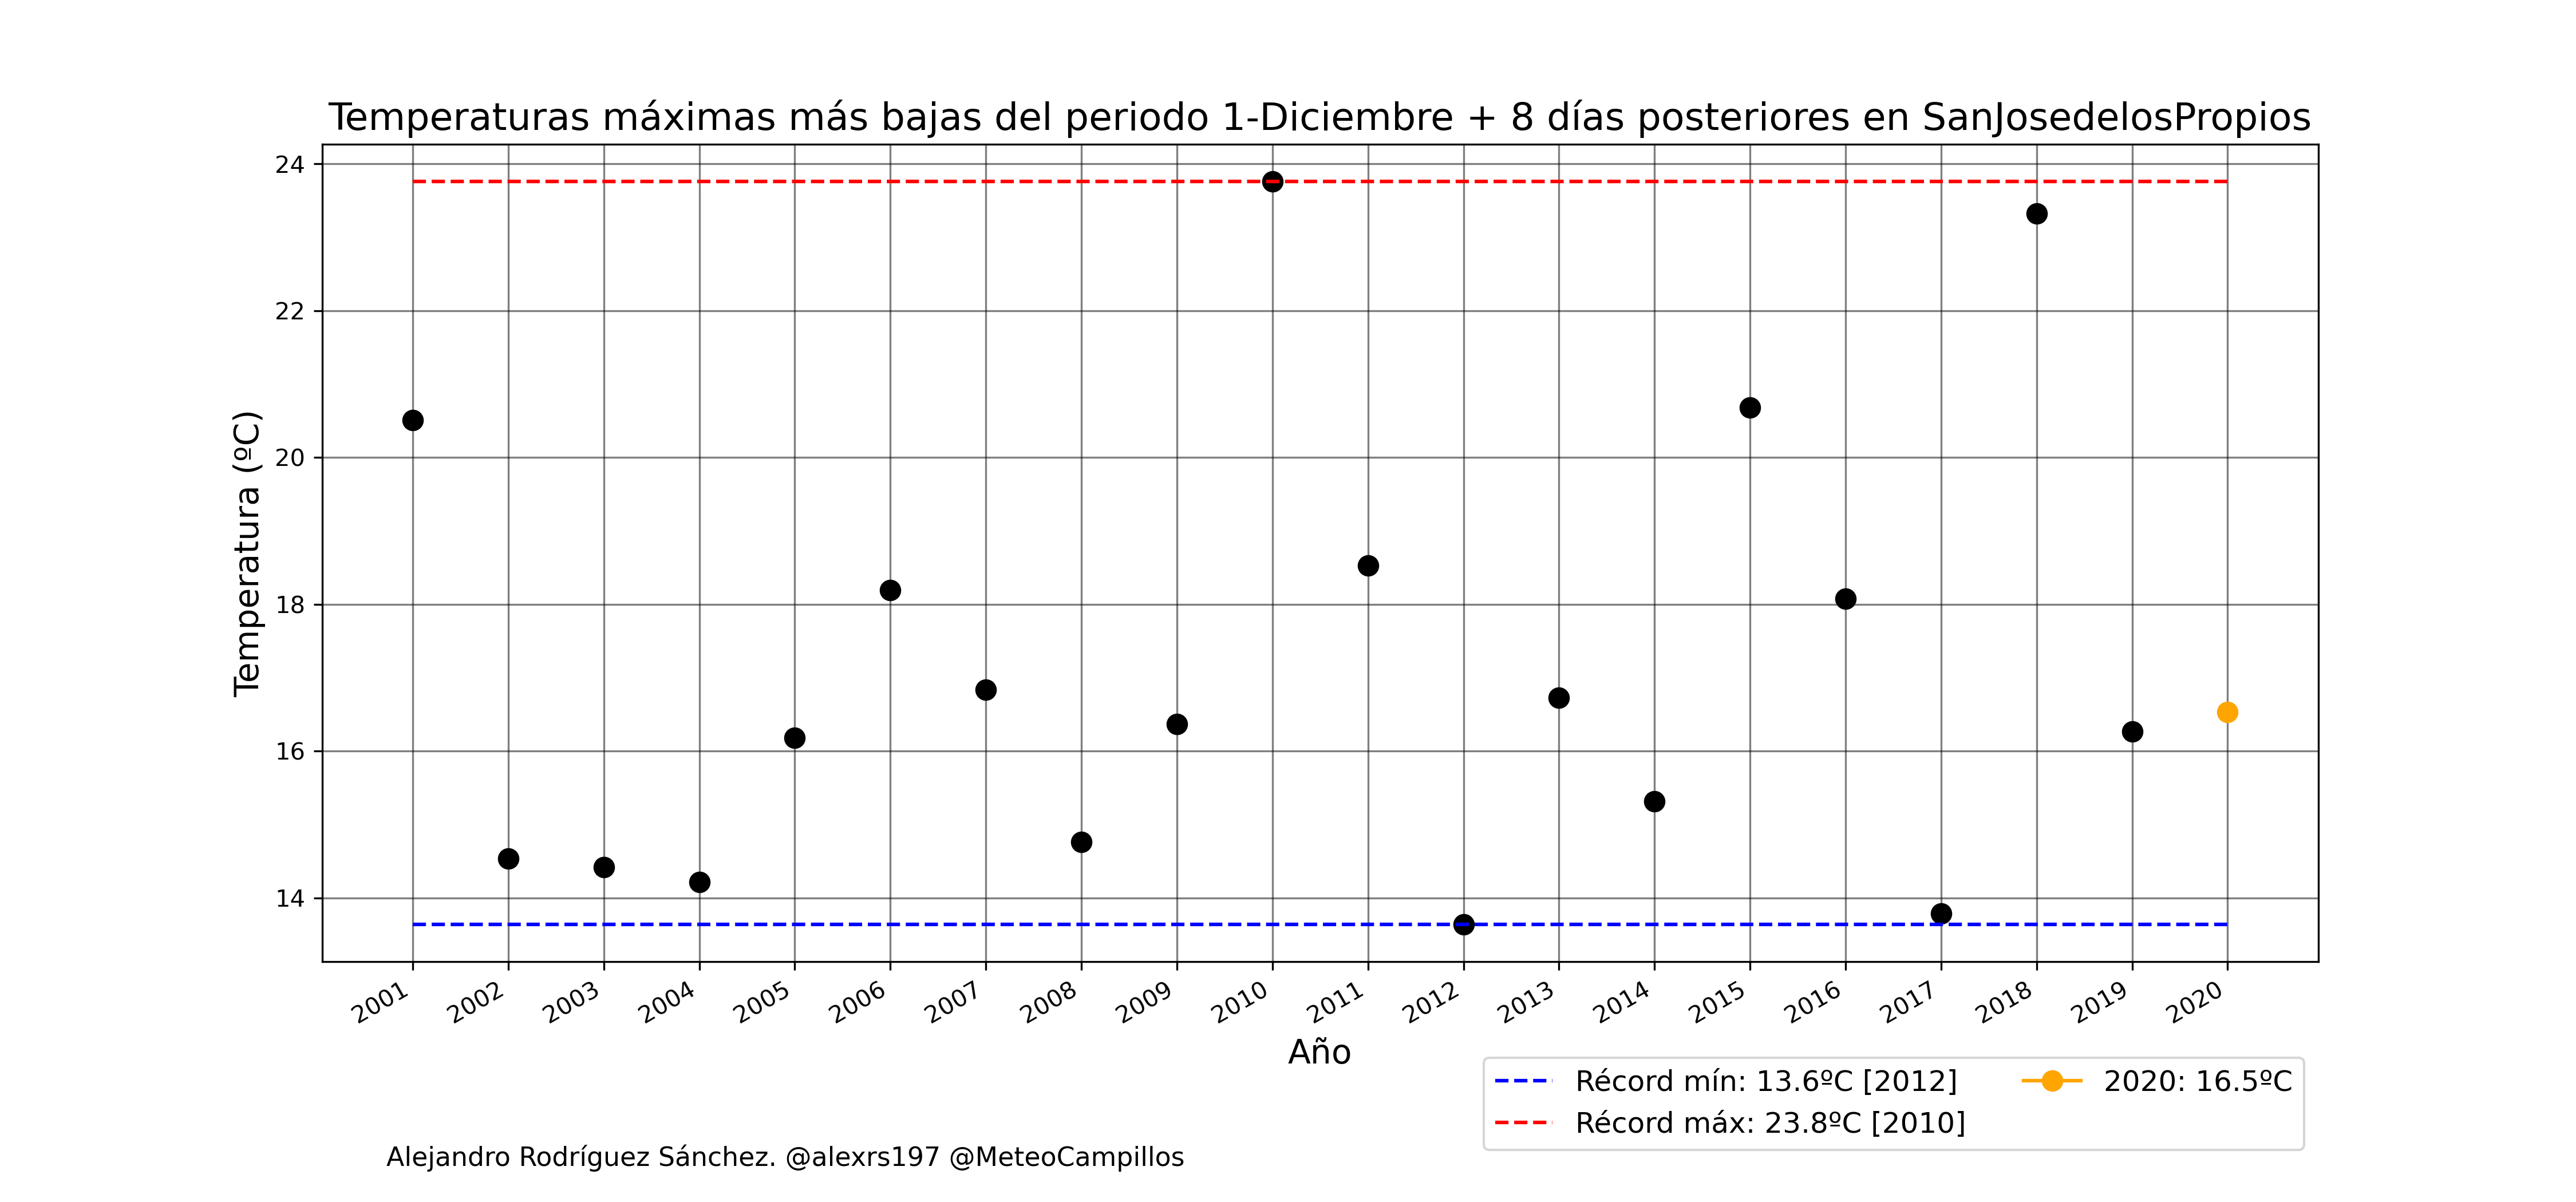 Temperaturas máximas más bajas del periodo 1-Diciembre + 8 días posteriores en SanJosedelosPropios
Temperatura (ºC)
24
22
20
18
16
14
2001 2002 2003 2004 2005 2006 2007 2008 2009 2010 2011 2012 2013 2014 2015 2016 2017 2018 2019 2020
Año
Récord mín: 13.6ºC [2012]
Récord máx: 23.8ºC [2010]
2020: 16.5ºC
Alejandro Rodríguez Sánchez. @alexrs197 @MeteoCampillos